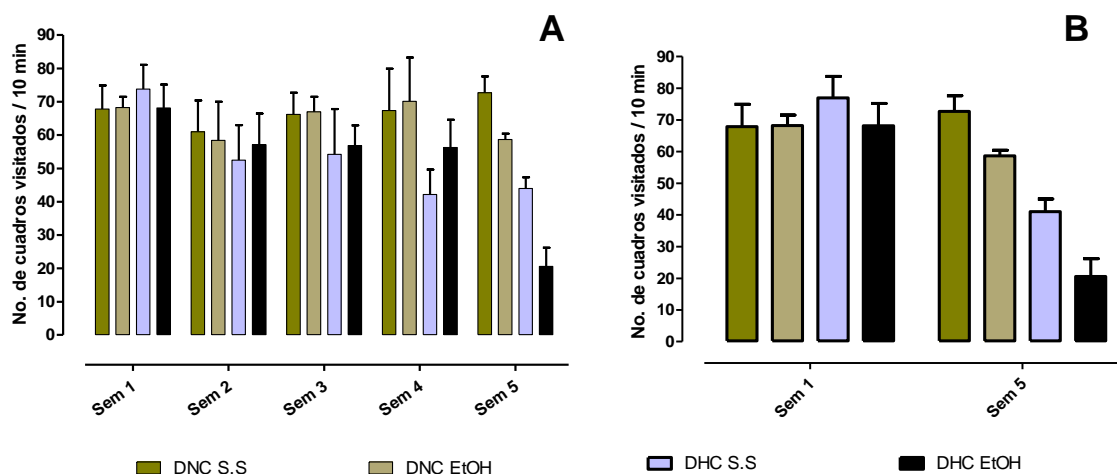 A
No. de cuadros visitados / 10 min
90
80
70
60
50
40
30
20
10
0
Sem 1
Sem 2
Sem 3
Sem 4
Sem 5
B
No. de cuadros visitados / 10 min
90
80
70
60
50
40
30
20
10
0
Sem 1
Sem 5
DNC S.S
DNC EtOH
DHC S.S
DHC EtOH